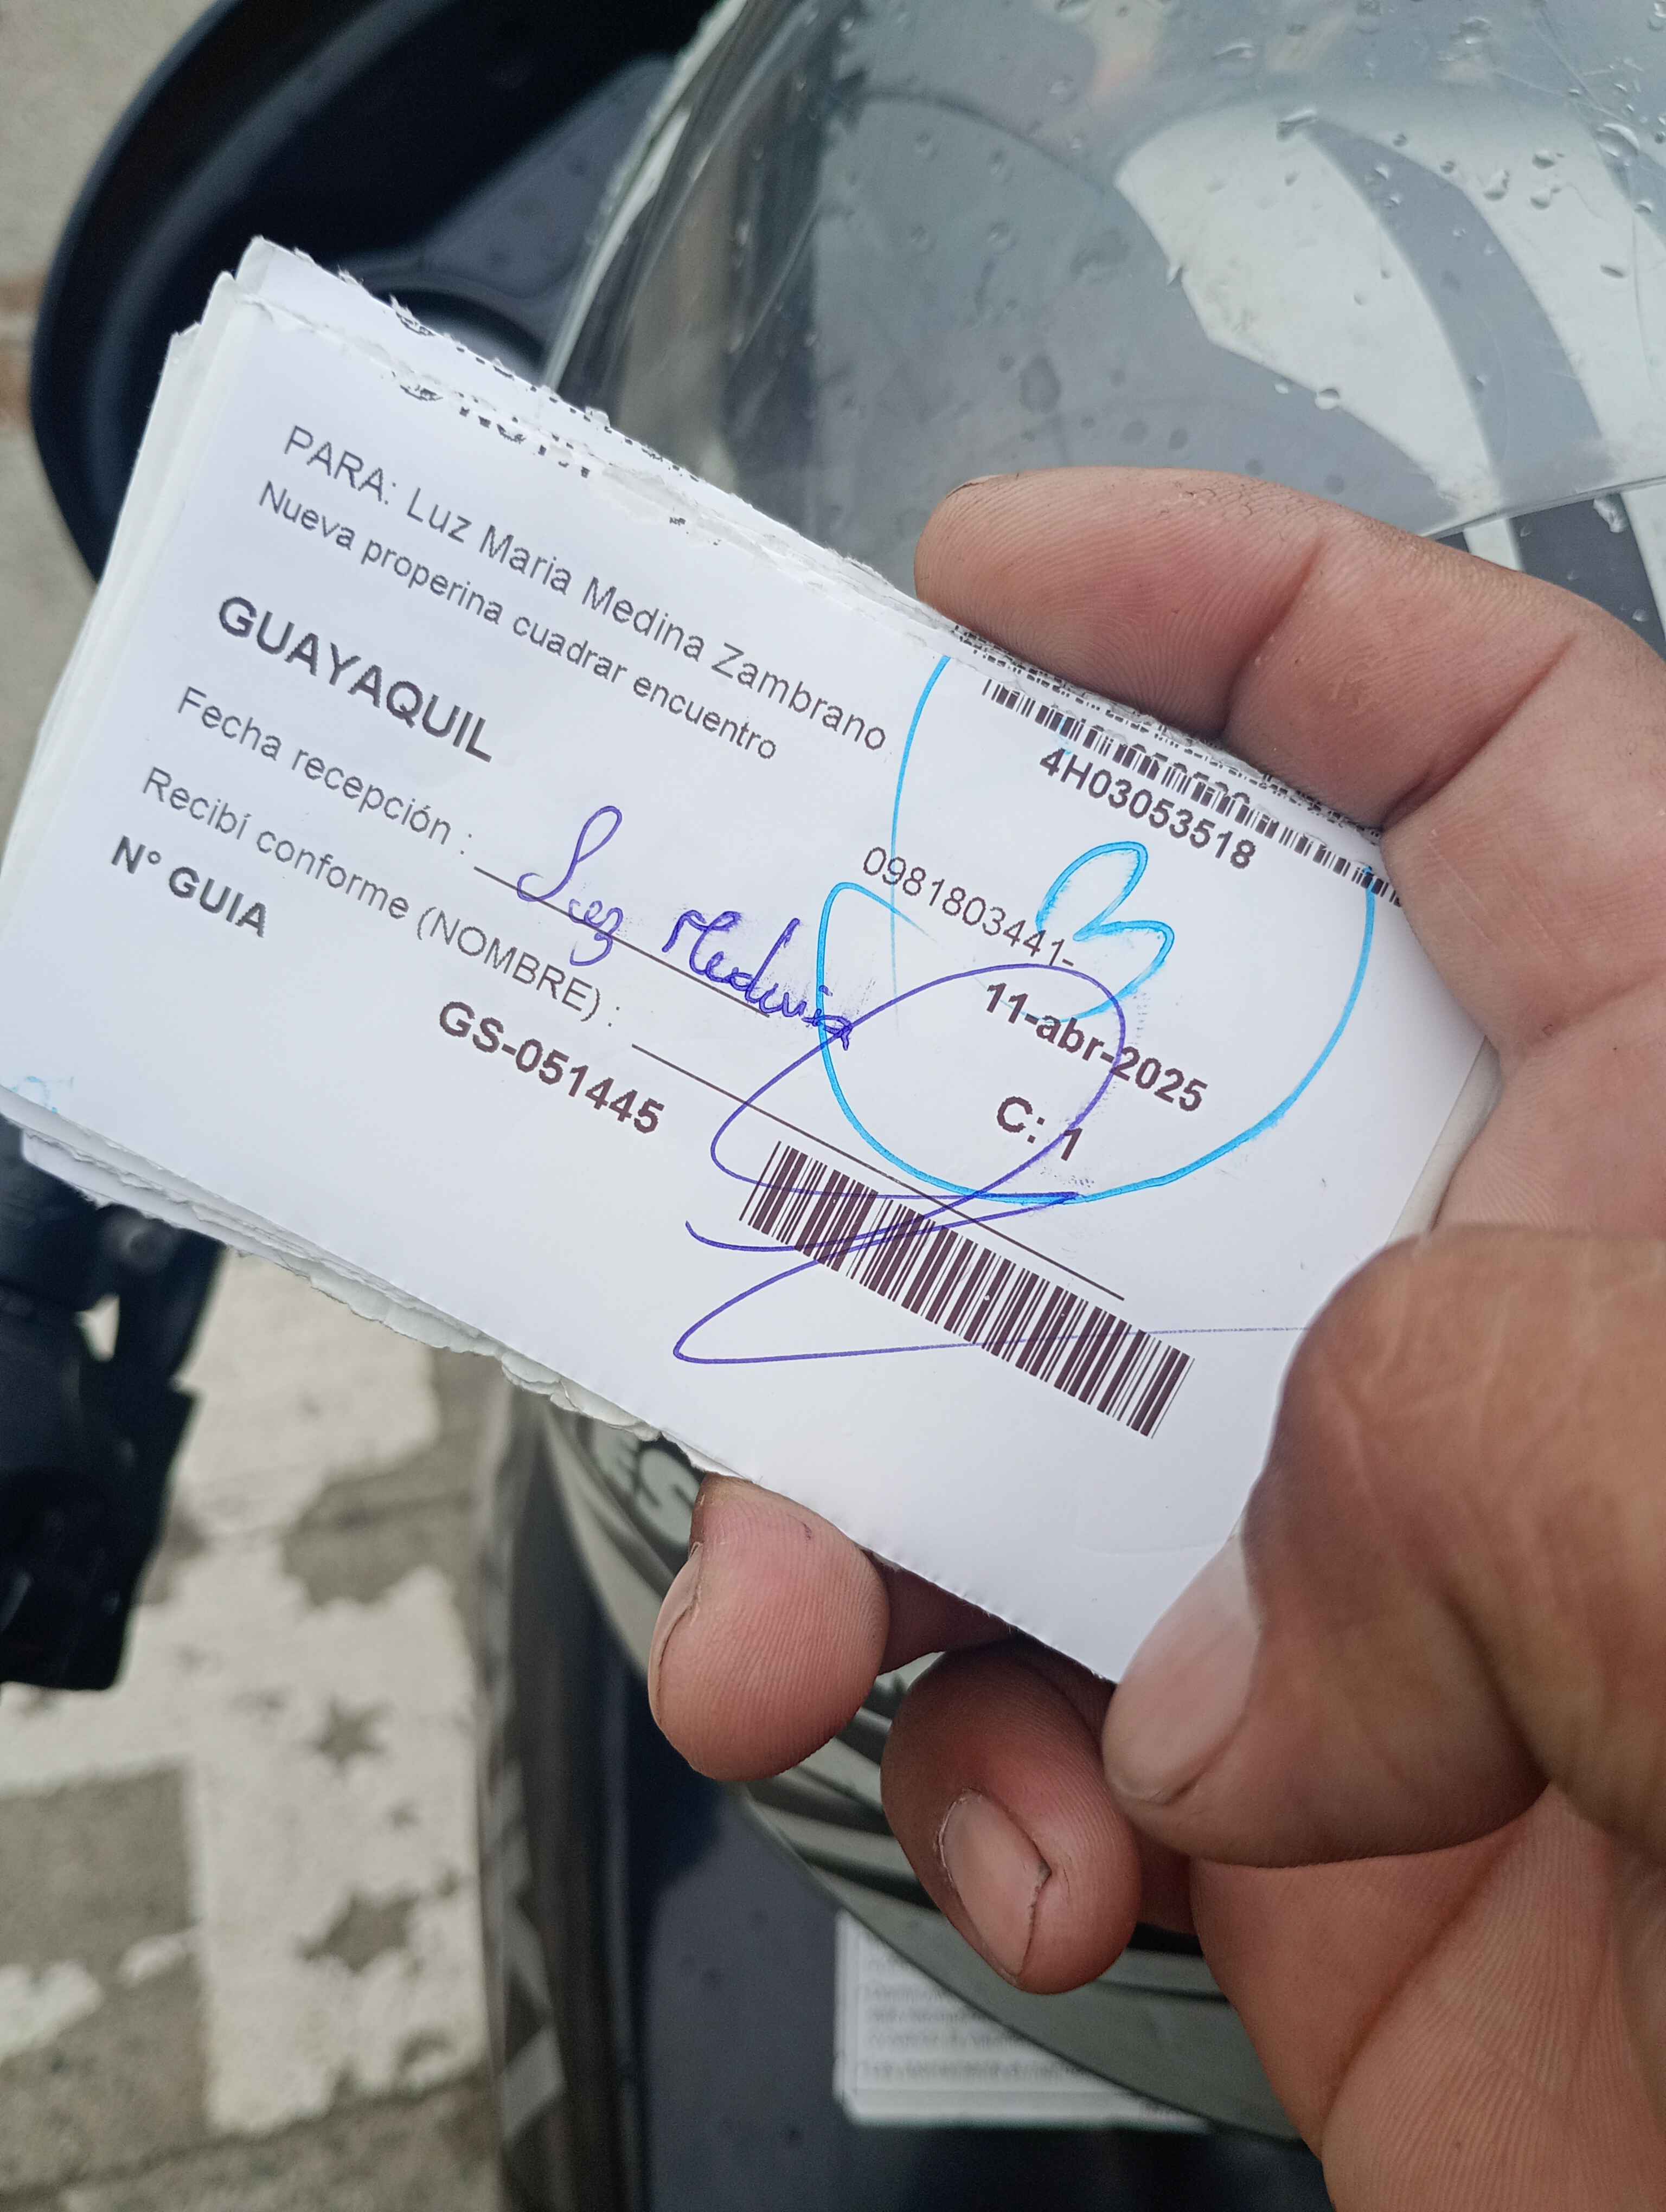 PARA: Luz Maria Medina Zambrano
Nueva properina cuadrar encuentro
4H03053518
GUAYAQUIL
0981803441-
Fecha recepción : Luz Medina
11-abr-2025
Recibí conforme (NOMBRE) :
C: 1
N° GUIA
GS-051445
ES